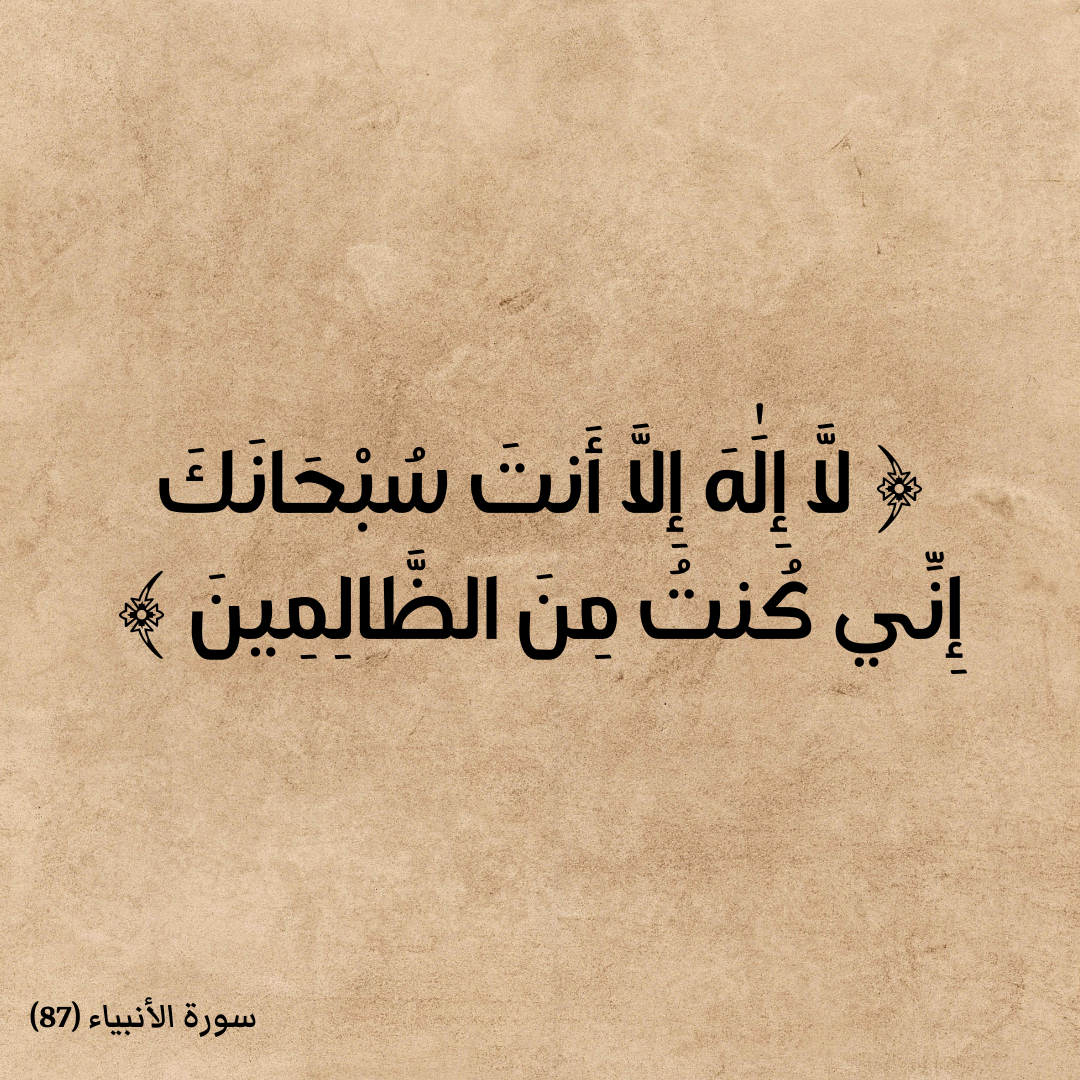 ﴿ لَّا إِلَٰهَ إِلَّا أَنتَ سُبْحَانَكَ
إِنِّي كُنتُ مِنَ الظَّالِمِينَ ﴾
سورة الأنبياء (87)